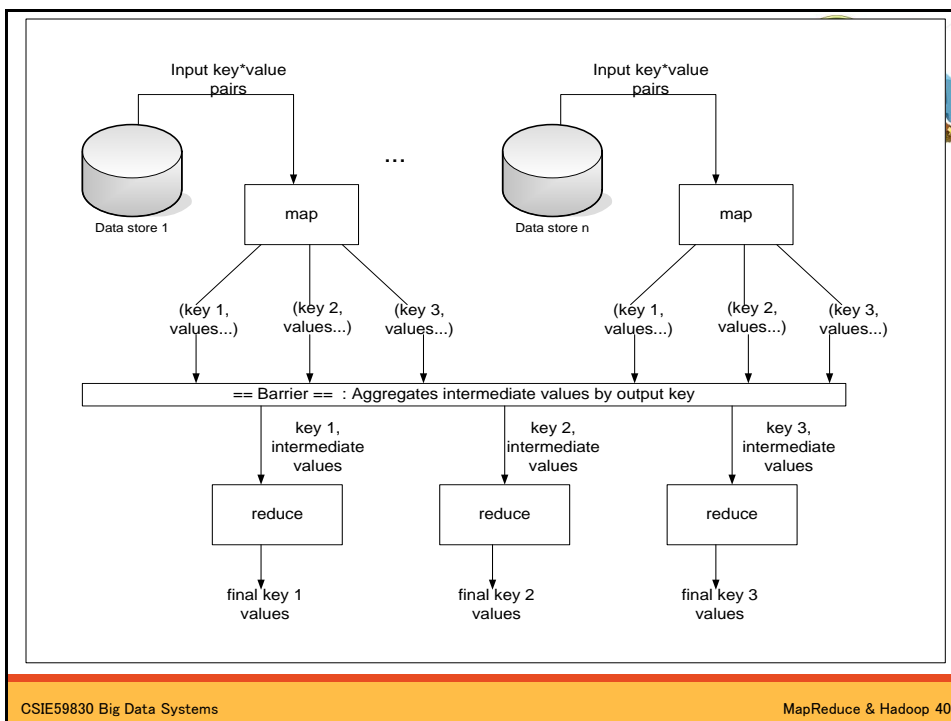 Input key*value
pairs
Input key*value
pairs
...
Data store 1
map
Data store n
map
(key 1,
values...)
(key 2,
values...)
(key 3,
values...)
(key 1,
values...)
(key 2,
values...)
(key 3,
values...)
== Barrier == : Aggregates intermediate values by output key
key 1,
intermediate
values
key 2,
intermediate
values
key 3,
intermediate
values
reduce
reduce
reduce
final key 1
values
final key 2
values
final key 3
values
CSIE59830 Big Data Systems
MapReduce & Hadoop 40